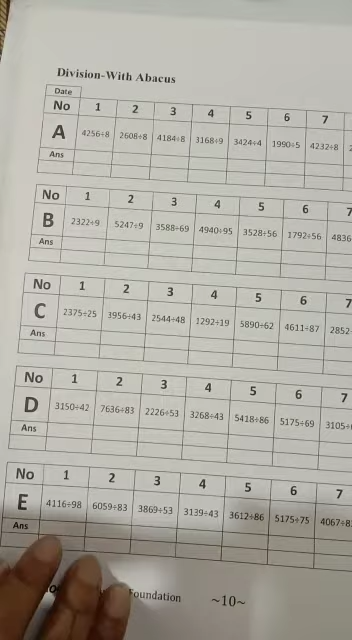 Division-With Abacus
Date
No 1 2 3 4 5 6 7
A 4256÷8 2608÷8 4184÷8 3168÷9 3424÷4 1990÷5 4232÷8
Ans
No 1 2 3 4 5 6 7
B 2322÷9 5247÷9 3588÷69 4940÷95 3528÷56 1792÷56 4836
Ans
No 1 2 3 4 5 6 7
C 2375÷25 3956÷43 2544÷48 1292÷19 5890÷62 4611÷87 2852
Ans
No 1 2 3 4 5 6 7
D 3150÷42 7636÷83 2226÷53 3268÷43 5418÷86 5175÷69 3105÷
Ans
No 1 2 3 4 5 6 7
E 4116÷98 6059÷83 3869÷53 3139÷43 3612÷86 5175÷75 4067÷8
Ans
Foundation ~10~